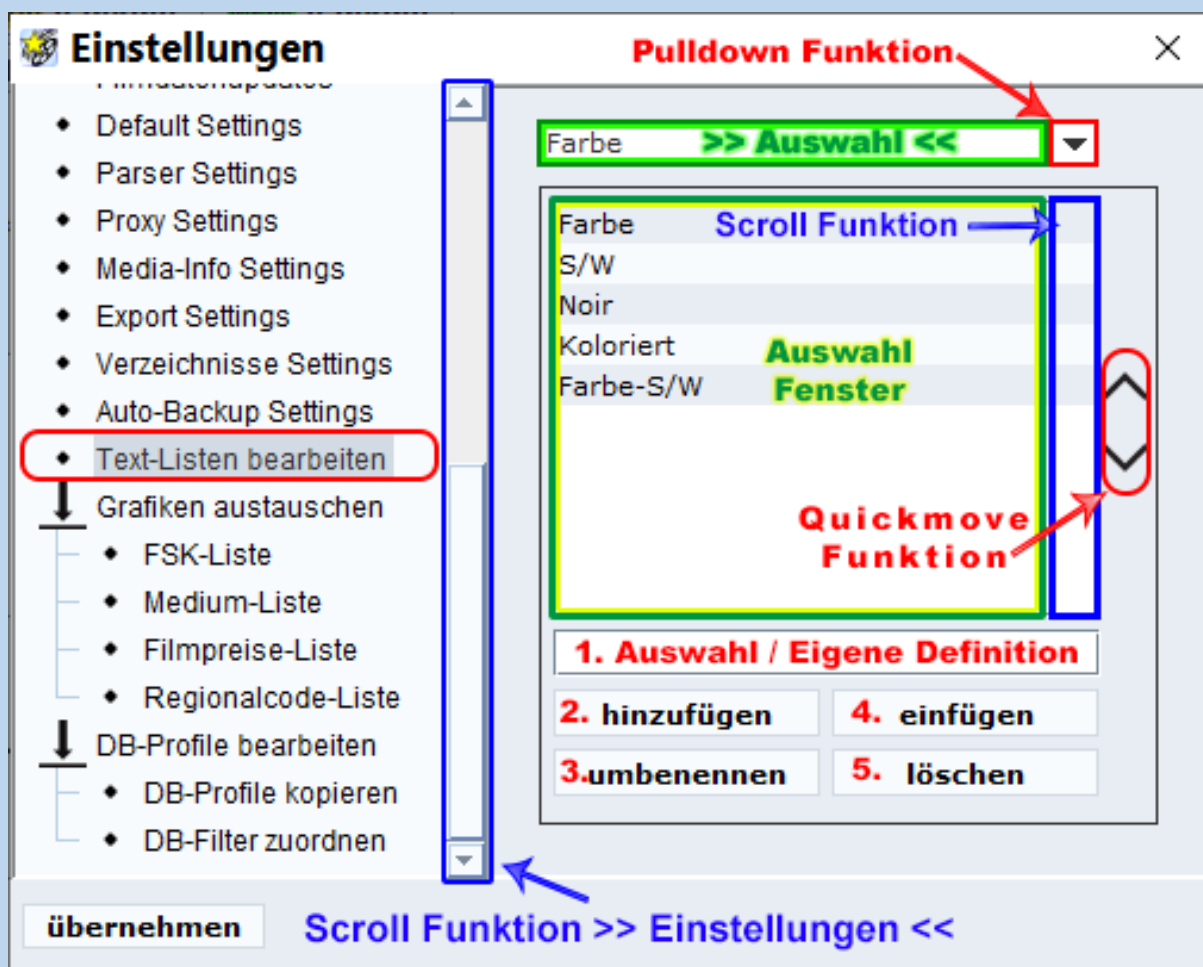 Einstellungen
Pulldown Funktion
Filmdatenupdates
Default Settings
Parser Settings
Proxy Settings
Media-Info Settings
Export Settings
Verzeichnisse Settings
Auto-Backup Settings
Text-Listen bearbeiten
Grafiken austauschen
FSK-Liste
Medium-Liste
Filmpreise-Liste
Regionalcode-Liste
DB-Profile bearbeiten
DB-Profile kopieren
DB-Filter zuordnen
Farbe >> Auswahl <<
Farbe
Scroll Funktion
S/W
Noir
Koloriert
Farbe-S/W
Auswahl
Fenster
Quickmove
Funktion
1. Auswahl / Eigene Definition
2. hinzufügen
4. einfügen
3.umbenennen
5. löschen
übernehmen
Scroll Funktion >> Einstellungen <<